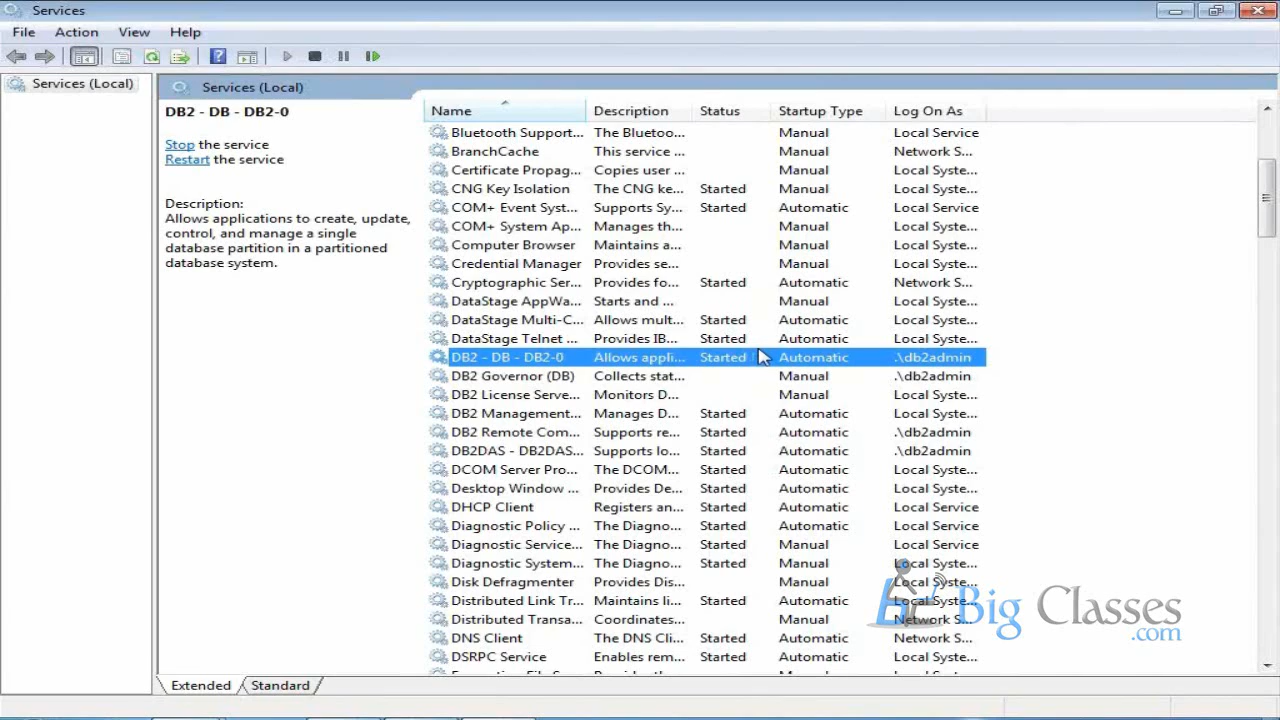 Services
File Action View Help
Services (Local)
Services (Local)
DB2 - DB - DB2-0
Stop the service
Restart the service
Description:
Allows applications to create, update,
control, and manage a single
database partition in a partitioned
database system.
Name Description Status Startup Type Log On As
Bluetooth Support... The Bluetoo... Manual Local Service
BranchCache This service ... Manual Network S...
Certificate Propag... Copies user ... Manual Local Syste...
CNG Key Isolation The CNG ke... Started Manual Local Syste...
COM+ Event Syst... Supports Sy... Started Automatic Local Service
COM+ System Ap... Manages th... Manual Local Syste...
Computer Browser Maintains a... Manual Local Syste...
Credential Manager Provides se... Manual Local Syste...
Cryptographic Ser... Provides fo... Started Automatic Network S...
DataStage AppWa... Starts and ... Manual Local Syste...
DataStage Multi-C... Allows mult... Started Automatic Local Syste...
DataStage Telnet ... Provides IB... Started Automatic Local Syste...
DB2 - DB - DB2-0 Allows appli... Started Automatic .\db2admin
DB2 Governor (DB) Collects stat... Manual .\db2admin
DB2 License Serve... Monitors D... Manual Local Syste...
DB2 Management... Manages D... Started Automatic Local Syste...
DB2 Remote Com... Supports re... Started Automatic .\db2admin
DB2DAS - DB2DAS... Supports lo... Started Automatic .\db2admin
DCOM Server Pro... The DCOM... Started Automatic Local Syste...
Desktop Window ... Provides De... Started Automatic Local Syste...
DHCP Client Registers an... Started Automatic Local Service
Diagnostic Policy ... The Diagno... Started Automatic Local Service
Diagnostic Service... The Diagno... Started Manual Local Service
Diagnostic System... The Diagno... Started Manual Local Syste...
Disk Defragmenter Provides Dis... Manual Local Syste...
Distributed Link Tr... Maintains li... Started Automatic Local Syste...
Distributed Transa... Coordinates... Manual Network S...
DNS Client The DNS Cli... Started Automatic Network S...
DSRPC Service Enables rem... Started Automatic Local Syste...
Big Classes
.com
Extended Standard